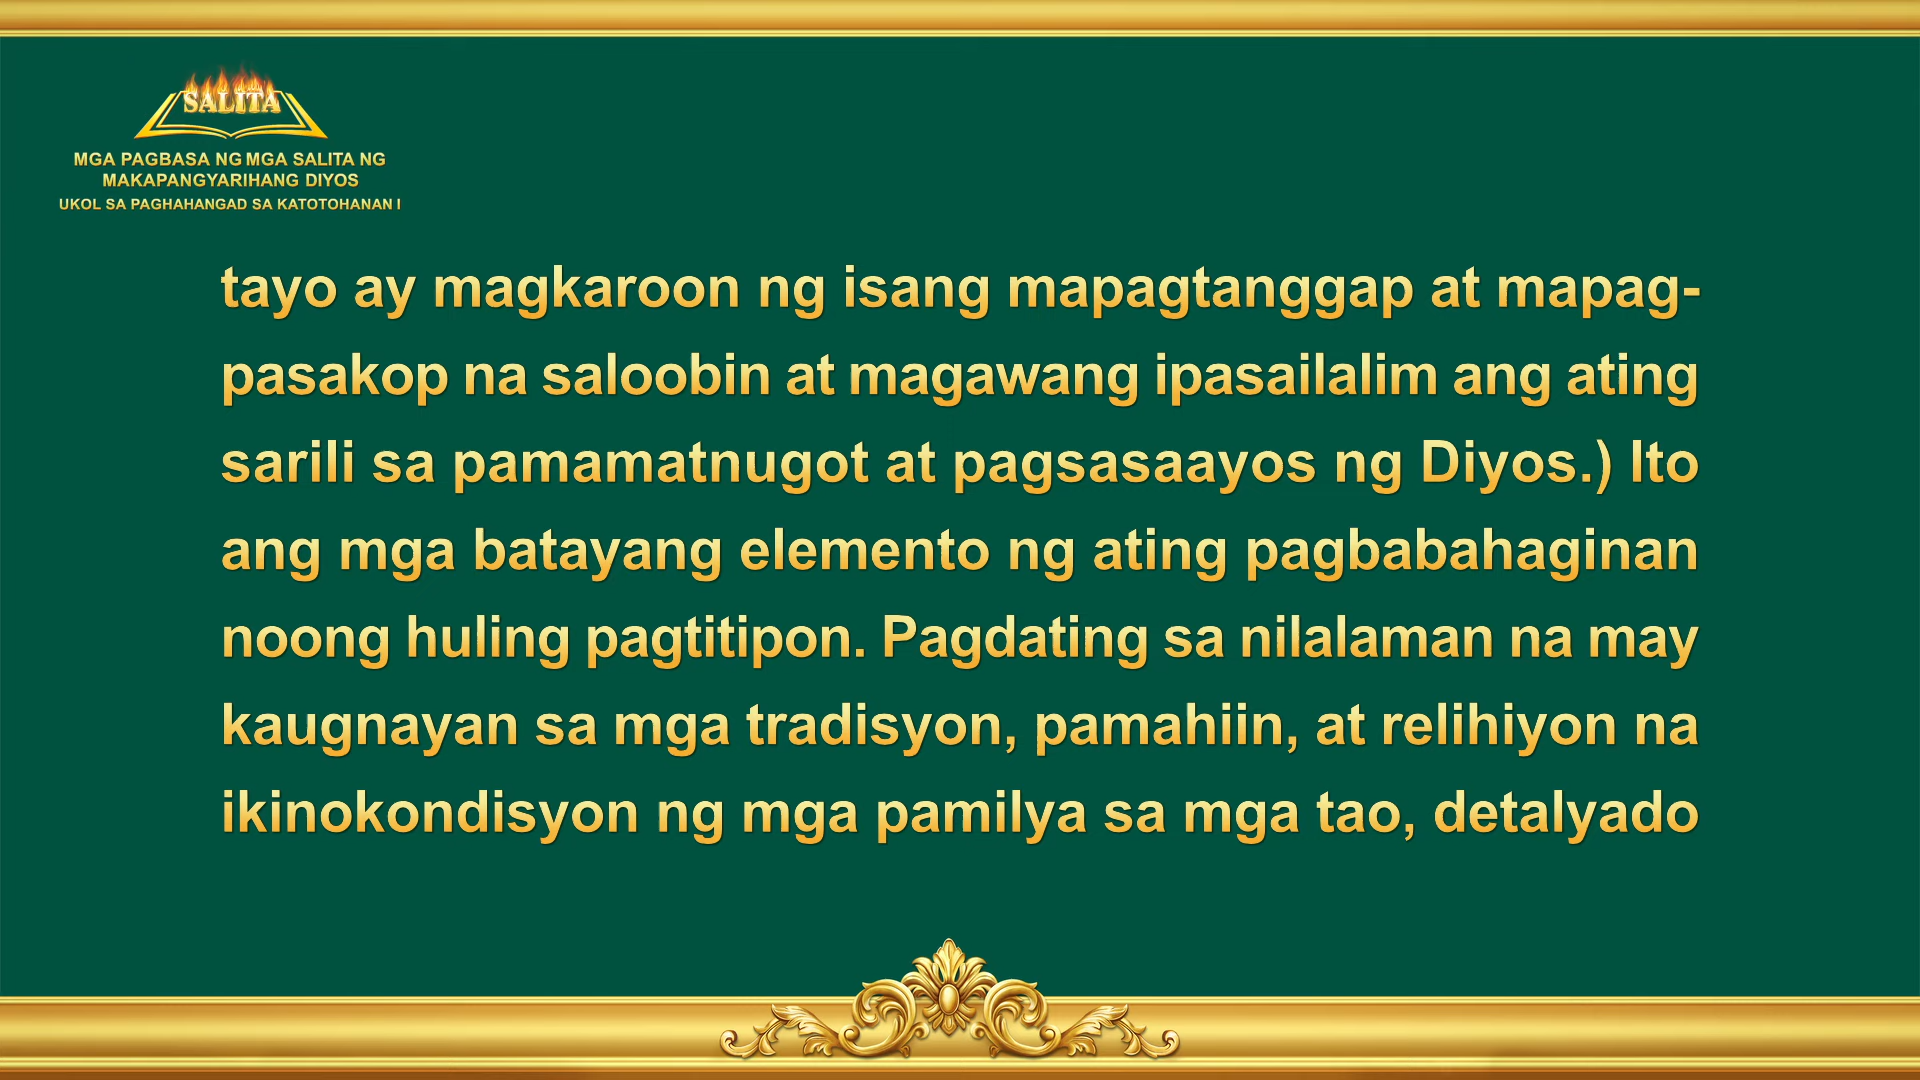 SALITA
MGA PAGBASA NG MGA SALITA NG
MAKAPANGYARIHANG DIYOS
UKOL SA PAGHAHANGAD SA KATOTOHANAN I
tayo ay magkaroon ng isang mapagtanggap at mapag-
pasakop na saloobin at magawang ipasailalim ang ating
sarili sa pamamatnugot at pagsasaayos ng Diyos.) Ito
ang mga batayang elemento ng ating pagbabahaginan
noong huling pagtitipon. Pagdating sa nilalaman na may
kaugnayan sa mga tradisyon, pamahiin, at relihiyon na
ikinokondisyon ng mga pamilya sa mga tao, detalyado